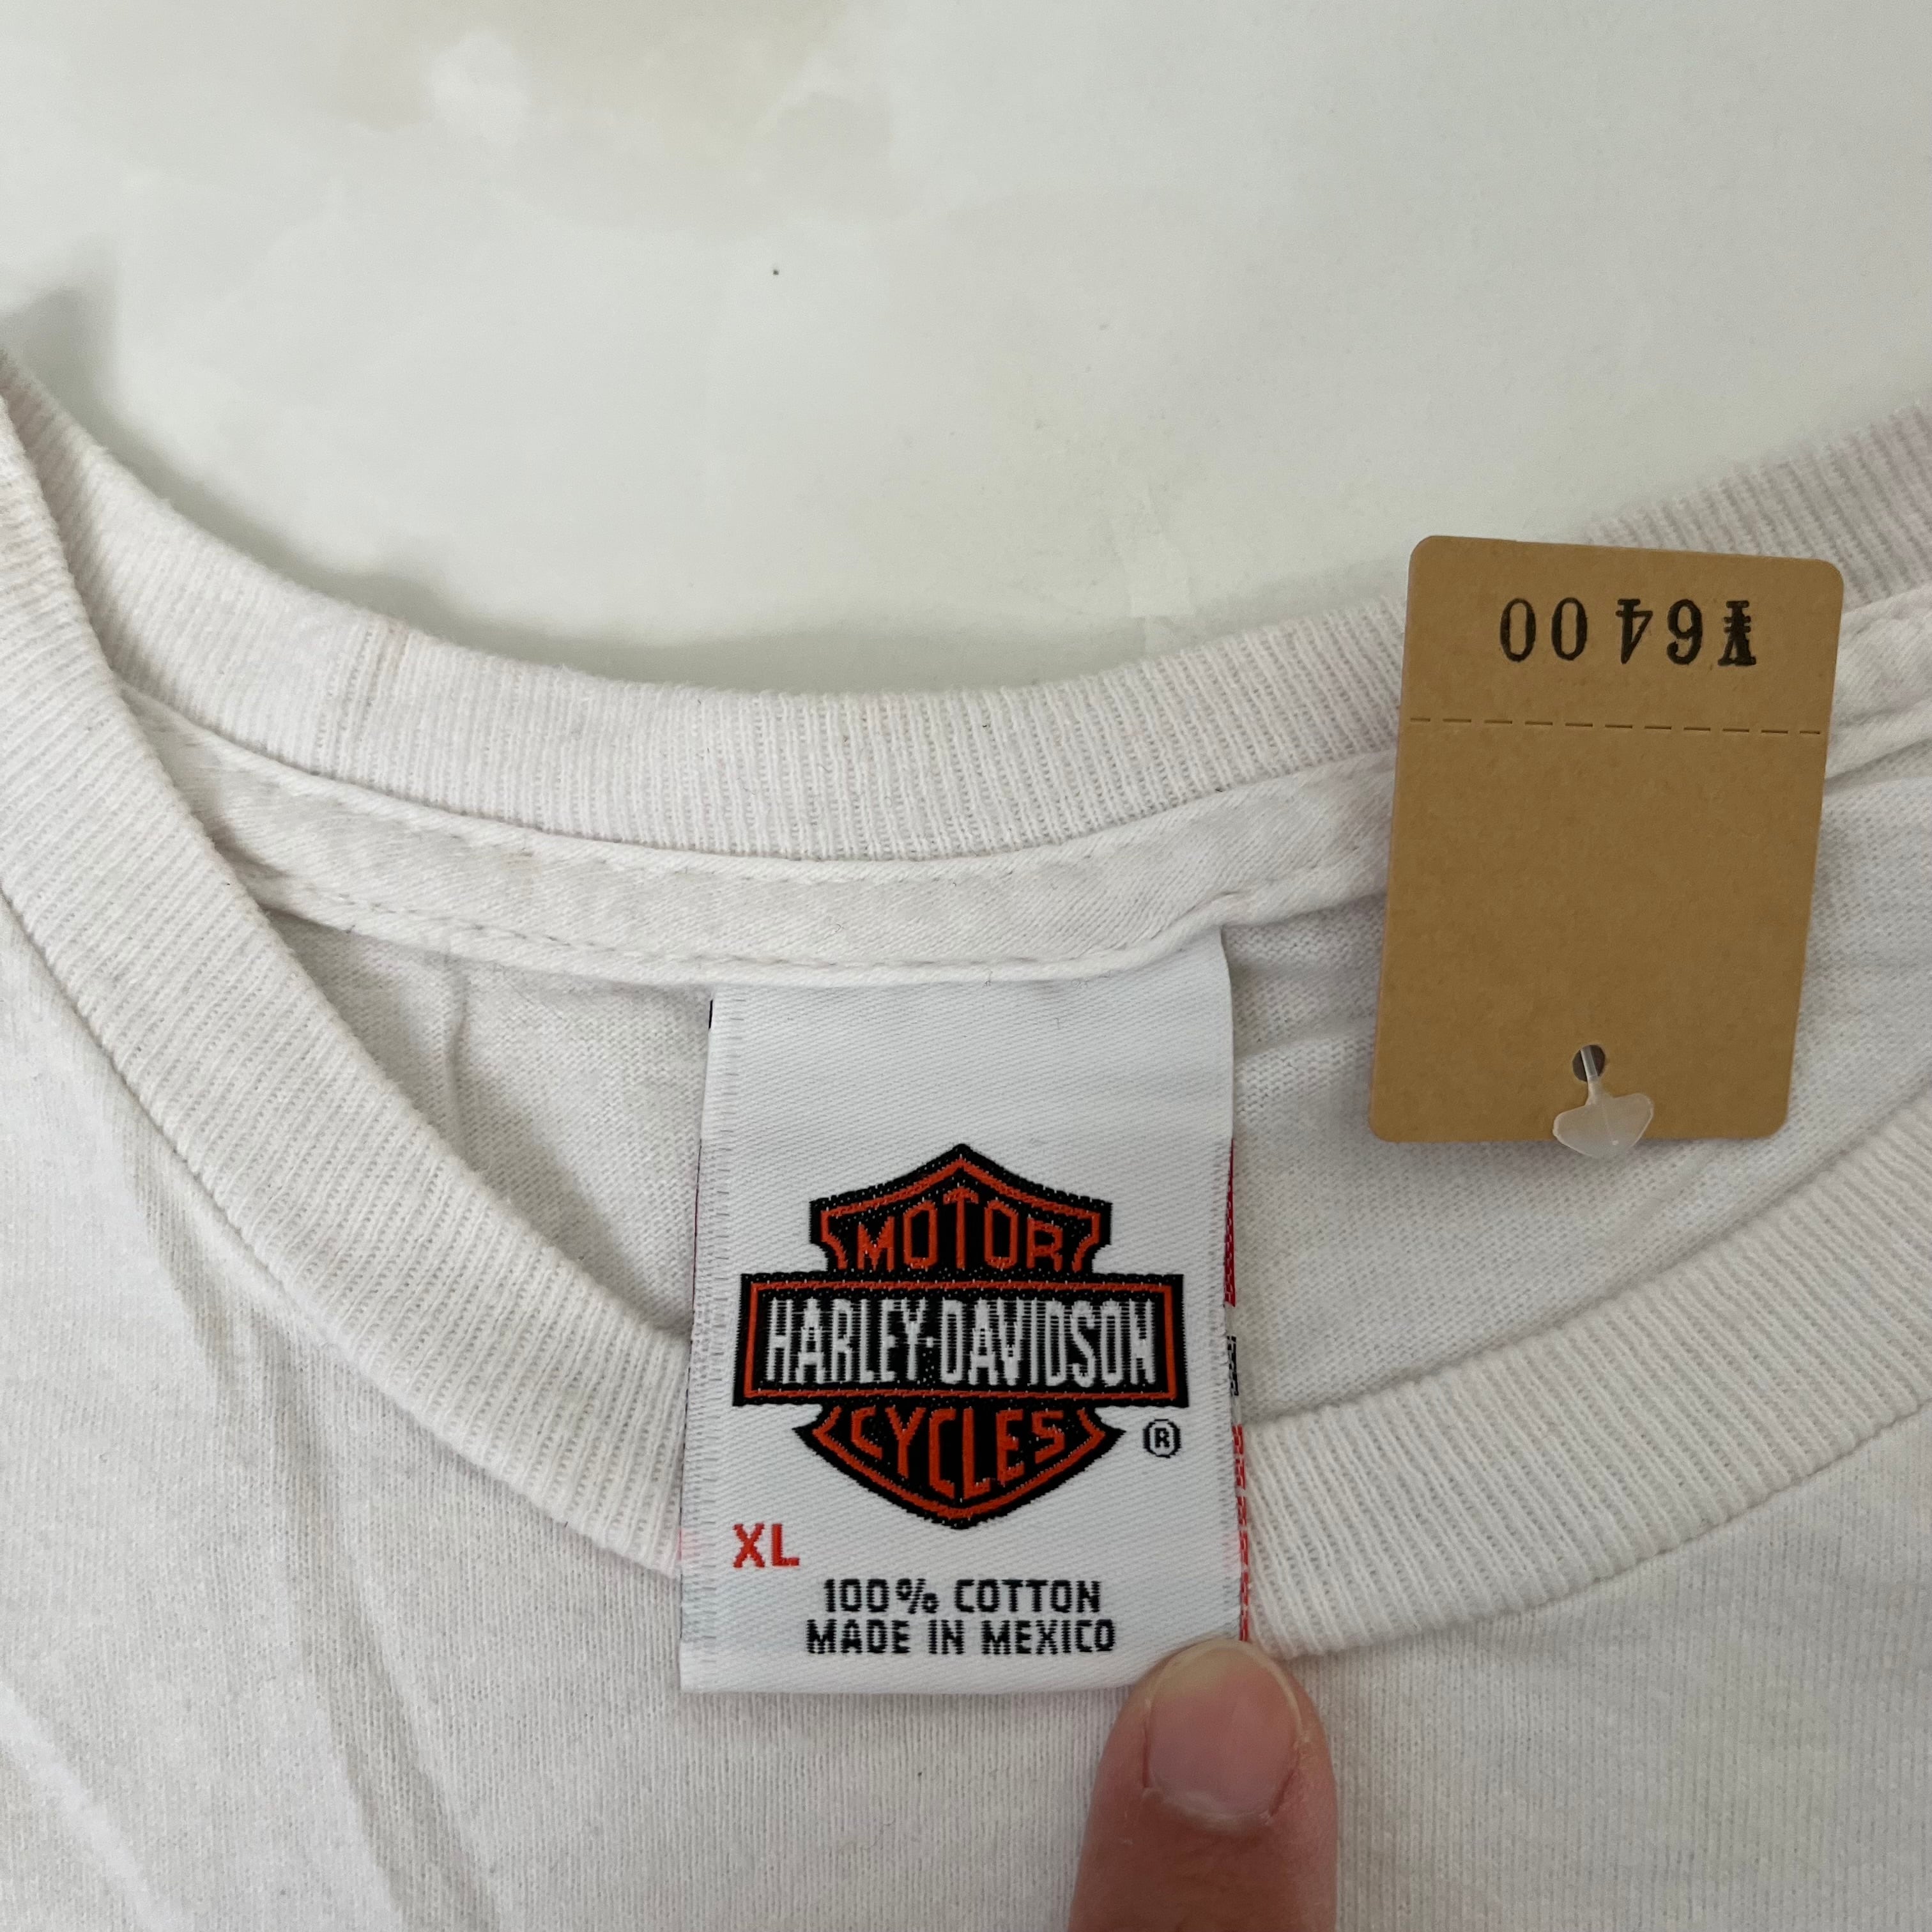 ¥6400
MOTOR
HARLEY-DAVIDSON
CYCLES ®
XL
100% COTTON
MADE IN MEXICO